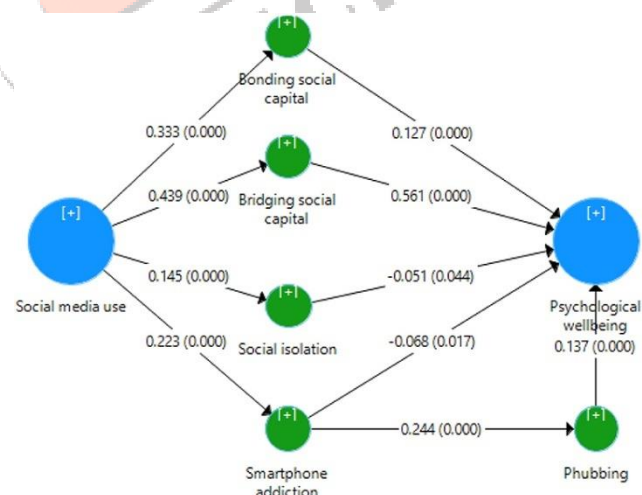 [+]
Bonding social
capital
0.333 (0.000)
0.127 (0.000)
[+]
Bridging social
capital
0.439 (0.000)
0.561 (0.000)
[+]
Social media use
[+]
Psychological
wellbeing
0.145 (0.000)
-0.051 (0.044)
[+]
Social isolation
0.223 (0.000)
-0.068 (0.017)
0.137 (0.000)
[+]
Smartphone
addiction
0.244 (0.000)
[+]
Phubbing